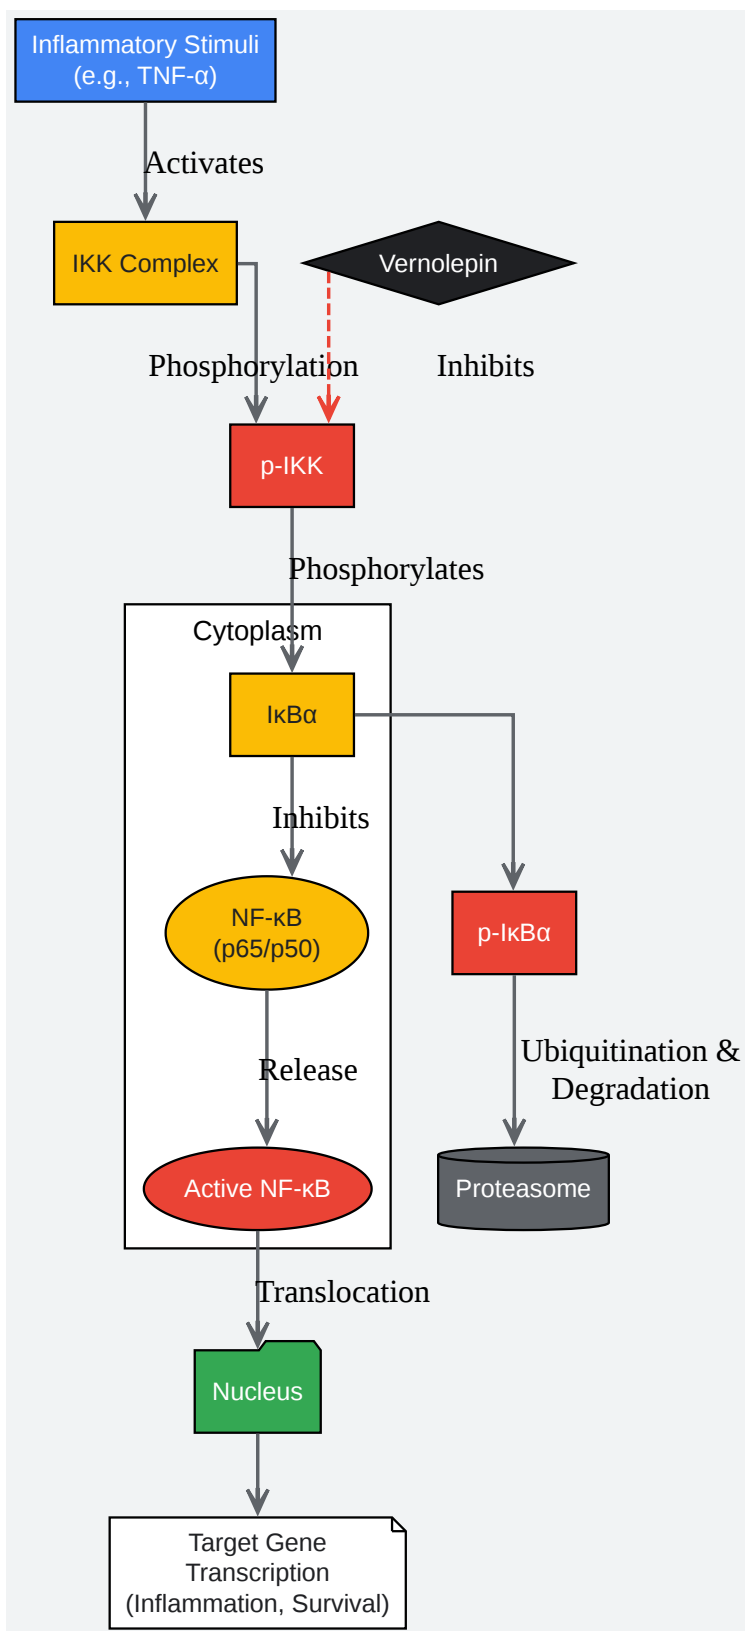 Inflammatory Stimuli
(e.g., TNF-α)
Activates
IKK Complex
Vernolepin
Phosphorylation
Inhibits
p-IKK
Phosphorylates
Cytoplasm
IκBα
Inhibits
NF-κB
(p65/p50)
p-IκBα
Release
Ubiquitination &
Degradation
Active NF-κB
Proteasome
Translocation
Nucleus
Target Gene
Transcription
(Inflammation, Survival)